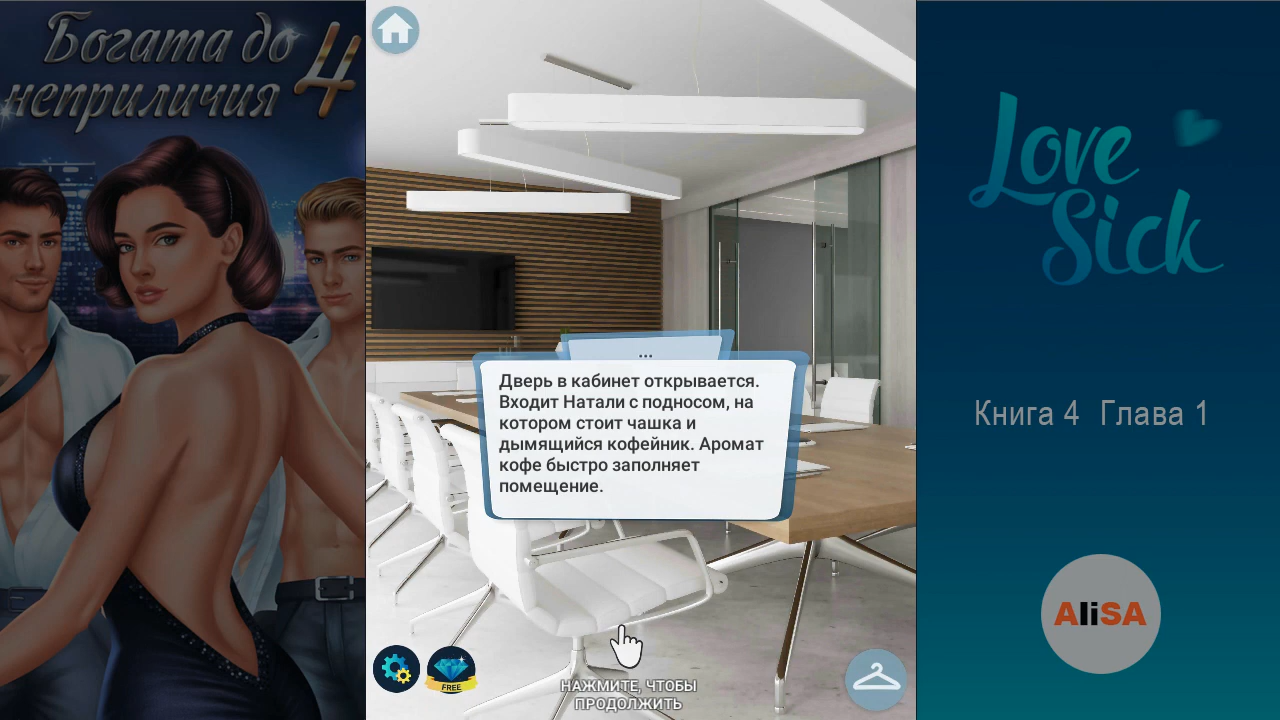 Богата до
неприличия 4
...
Дверь в кабинет открывается.
Входит Натали с подносом, на
котором стоит чашка и
дымящийся кофейник. Аромат
кофе быстро заполняет
помещение.
FREE
НАЖМИТЕ, ЧТОБЫ
ПРОДОЛЖИТЬ
Love
Sick
Книга 4 Глава 1
AliSA